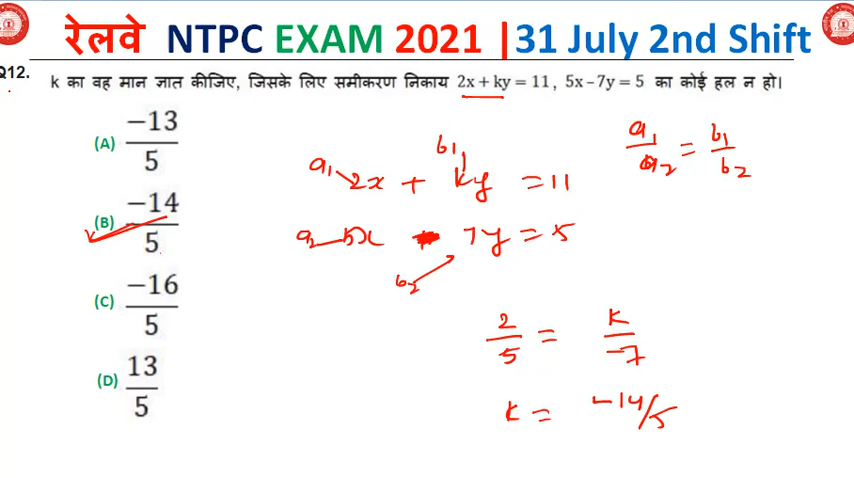 रेलवे NTPC EXAM 2021 | 31 July 2nd Shift
Q12.
k का वह मान ज्ञात कीजिए, जिसके लिए समीकरण निकाय 2x + ky = 11, 5x – 7y = 5 का कोई हल न हो।
(A) -13/5
(B) -14/5
(C) -16/5
(D) 13/5
a1/a2 = b1/b2
b1
a1 2x + ky = 11
a2 5x - 7y = 5
b2
2/5 = k/-7
k = -14/5